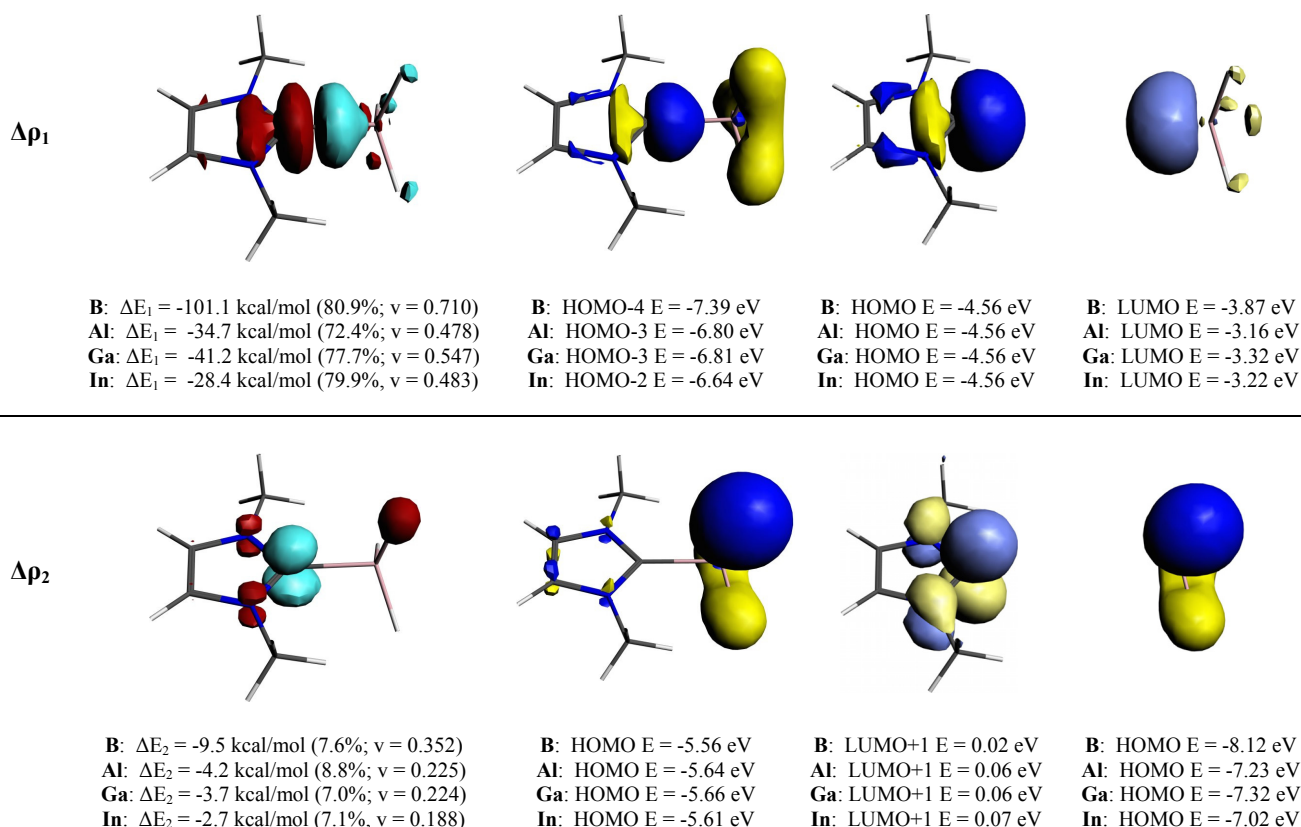 Δρ₁
B: ΔE₁ = -101.1 kcal/mol (80.9%; v = 0.710)
Al: ΔE₁ = -34.7 kcal/mol (72.4%; v = 0.478)
Ga: ΔE₁ = -41.2 kcal/mol (77.7%; v = 0.547)
In: ΔE₁ = -28.4 kcal/mol (79.9%; v = 0.483)
B: HOMO-4 E = -7.39 eV
Al: HOMO-3 E = -6.80 eV
Ga: HOMO-3 E = -6.81 eV
In: HOMO-2 E = -6.64 eV
B: HOMO E = -4.56 eV
Al: HOMO E = -4.56 eV
Ga: HOMO E = -4.56 eV
In: HOMO E = -4.56 eV
B: LUMO E = -3.87 eV
Al: LUMO E = -3.16 eV
Ga: LUMO E = -3.32 eV
In: LUMO E = -3.22 eV
Δρ₂
B: ΔE₂ = -9.5 kcal/mol (7.6%; v = 0.352)
Al: ΔE₂ = -4.2 kcal/mol (8.8%; v = 0.225)
Ga: ΔE₂ = -3.7 kcal/mol (7.0%; v = 0.224)
In: ΔE₂ = -2.7 kcal/mol (7.1%; v = 0.188)
B: HOMO E = -5.56 eV
Al: HOMO E = -5.64 eV
Ga: HOMO E = -5.66 eV
In: HOMO E = -5.61 eV
B: LUMO+1 E = 0.02 eV
Al: LUMO+1 E = 0.06 eV
Ga: LUMO+1 E = 0.06 eV
In: LUMO+1 E = 0.07 eV
B: HOMO E = -8.12 eV
Al: HOMO E = -7.23 eV
Ga: HOMO E = -7.32 eV
In: HOMO E = -7.02 eV